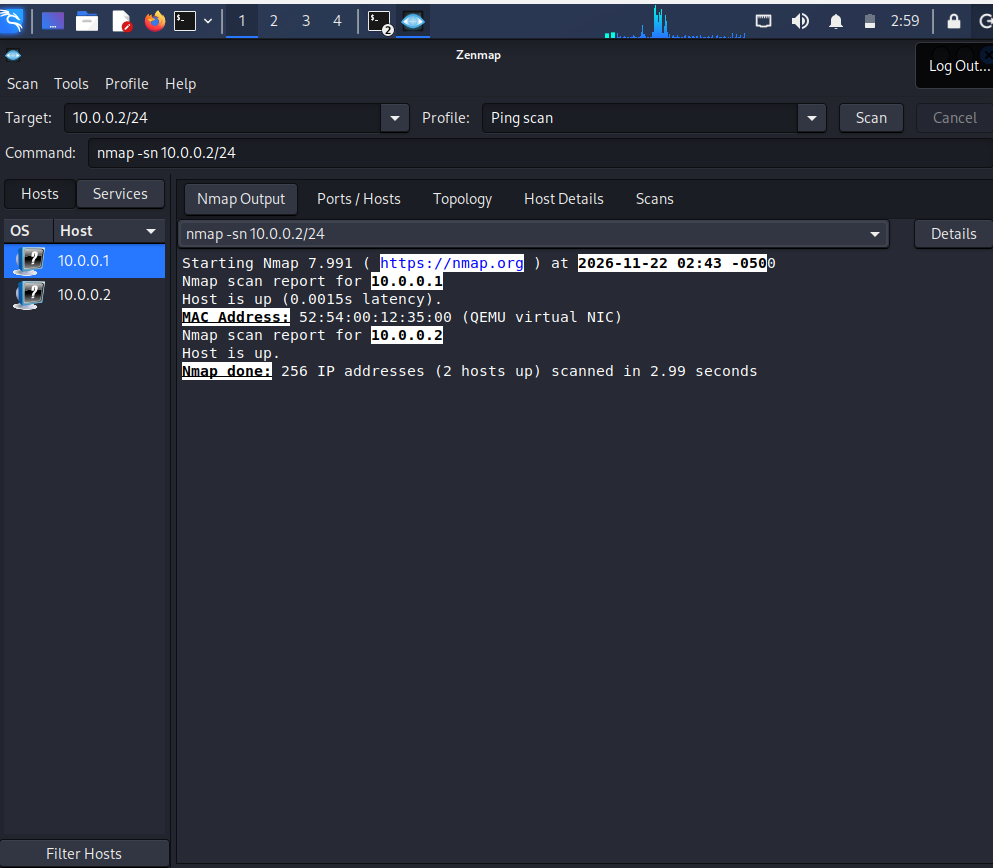 1 2 3 4 2 2:59
Zenmap
Log Out...
Scan Tools Profile Help
Target: 10.0.0.2/24 Profile: Ping scan Scan Cancel
Command: nmap -sn 10.0.0.2/24
Hosts Services
Nmap Output Ports / Hosts Topology Host Details Scans
OS Host
nmap -sn 10.0.0.2/24 Details
10.0.0.1
10.0.0.2
Starting Nmap 7.991 ( https://nmap.org ) at 2026-11-22 02:43 -0500
Nmap scan report for 10.0.0.1
Host is up (0.0015s latency).
MAC Address: 52:54:00:12:35:00 (QEMU virtual NIC)
Nmap scan report for 10.0.0.2
Host is up.
Nmap done: 256 IP addresses (2 hosts up) scanned in 2.99 seconds
Filter Hosts